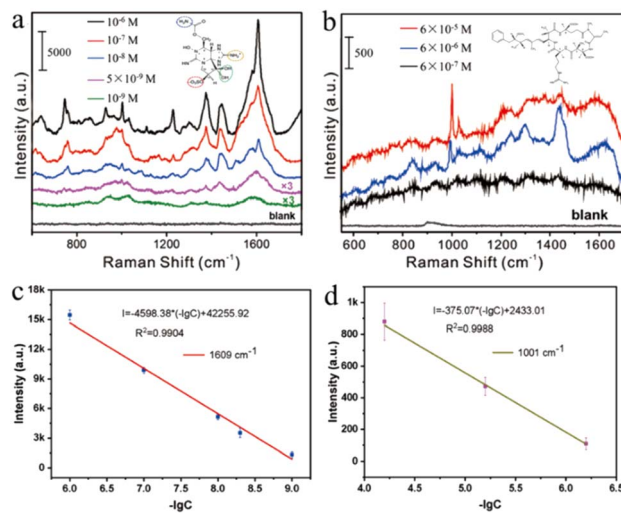 a
5000
10⁻⁶ M
10⁻⁷ M
10⁻⁸ M
5×10⁻⁹ M
10⁻⁹ M
H₂N
×3
×3
blank
Intensity (a.u.)
800 1200 1600
Raman Shift (cm⁻¹)
b
500
6×10⁻⁵ M
6×10⁻⁶ M
6×10⁻⁷ M
blank
Intensity (a.u.)
600 800 1000 1200 1400 1600
Raman Shift (cm⁻¹)
c
I=-4598.38*(-lgC)+42255.92
R²=0.9904
1609 cm⁻¹
18k
15k
12k
9k
6k
3k
0
Intensity (a.u.)
6.0 6.5 7.0 7.5 8.0 8.5 9.0
-lgC
d
I=-375.07*(-lgC)+2433.01
R²=0.9988
1001 cm⁻¹
1k
800
600
400
200
0
Intensity (a.u.)
4.0 4.5 5.0 5.5 6.0 6.5
-lgC